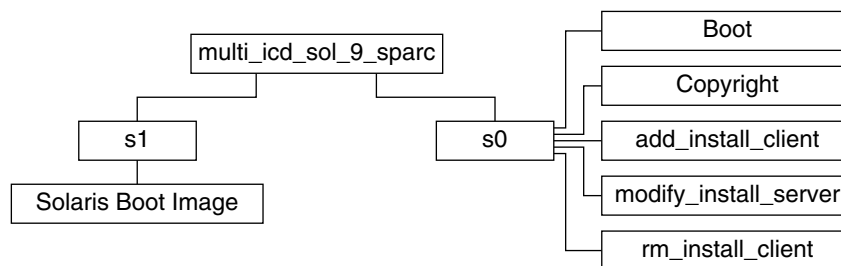 multi_icd_sol_9_sparc
s1
Solaris Boot Image
s0
Boot
Copyright
add_install_client
modify_install_server
rm_install_client